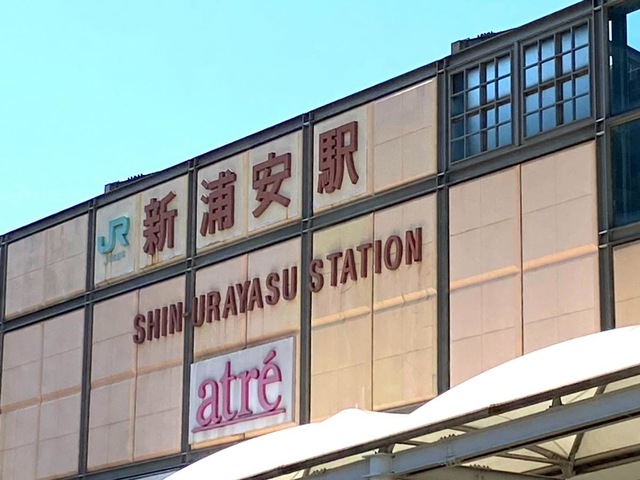 JR 新浦安駅
SHIN-URAYASU STATION
atré